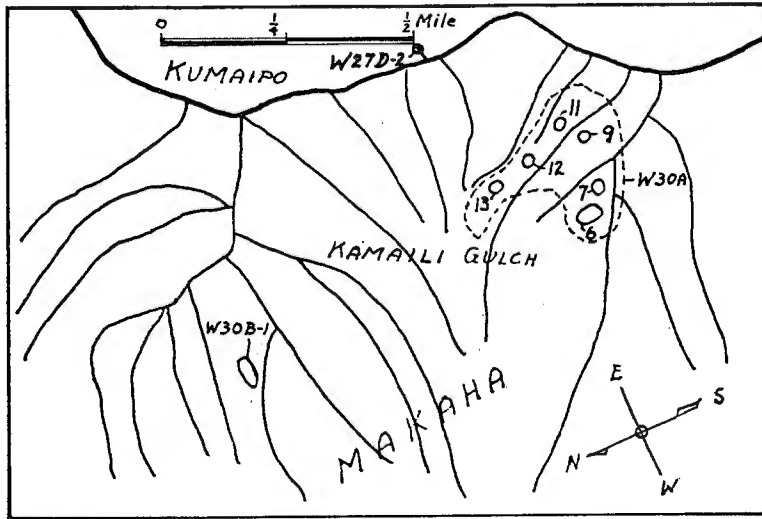 0 1/4 1/2 Mile
W27D-2
KUMAIPO
11
9
12
W30A
7
13
6
KAMAILI GULCH
W30B-1
MAKAHA
E
S
N
W